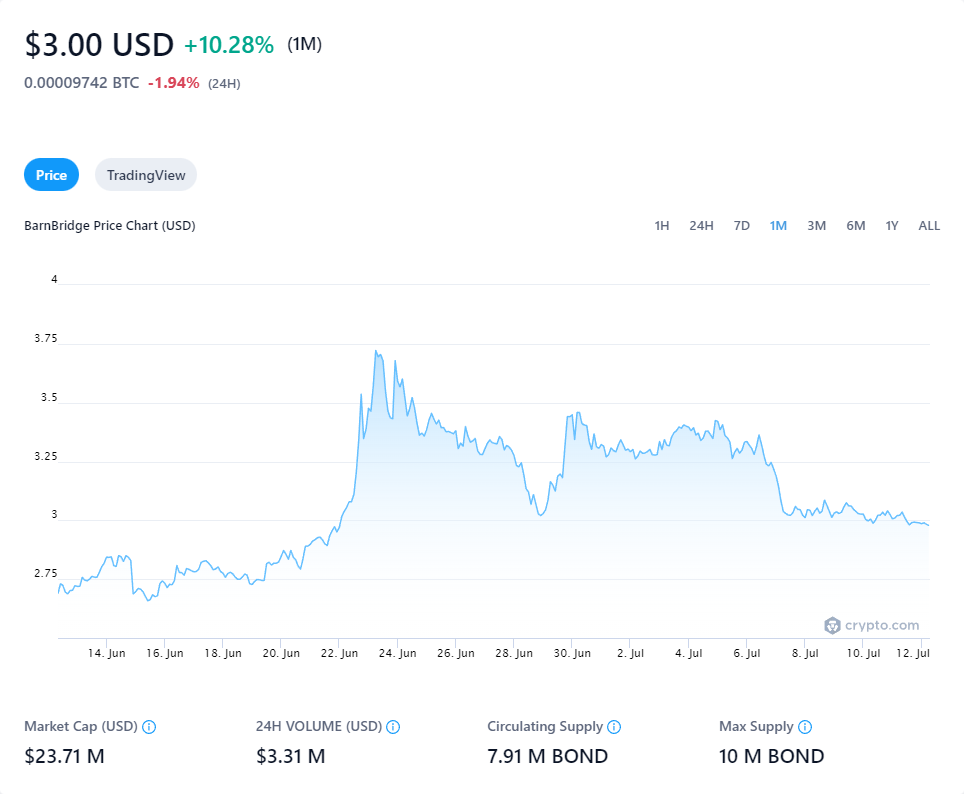 $3.00 USD +10.28% (1M)
0.00009742 BTC -1.94% (24H)
Price TradingView
BarnBridge Price Chart (USD) 1H 24H 7D 1M 3M 6M 1Y ALL
4
3.75
3.5
3.25
3
2.75
crypto.com
14. Jun 16. Jun 18. Jun 20. Jun 22. Jun 24. Jun 26. Jun 28. Jun 30. Jun 2. Jul 4. Jul 6. Jul 8. Jul 10. Jul 12. Jul
Market Cap (USD) 24H VOLUME (USD) Circulating Supply Max Supply
$23.71 M $3.31 M 7.91 M BOND 10 M BOND